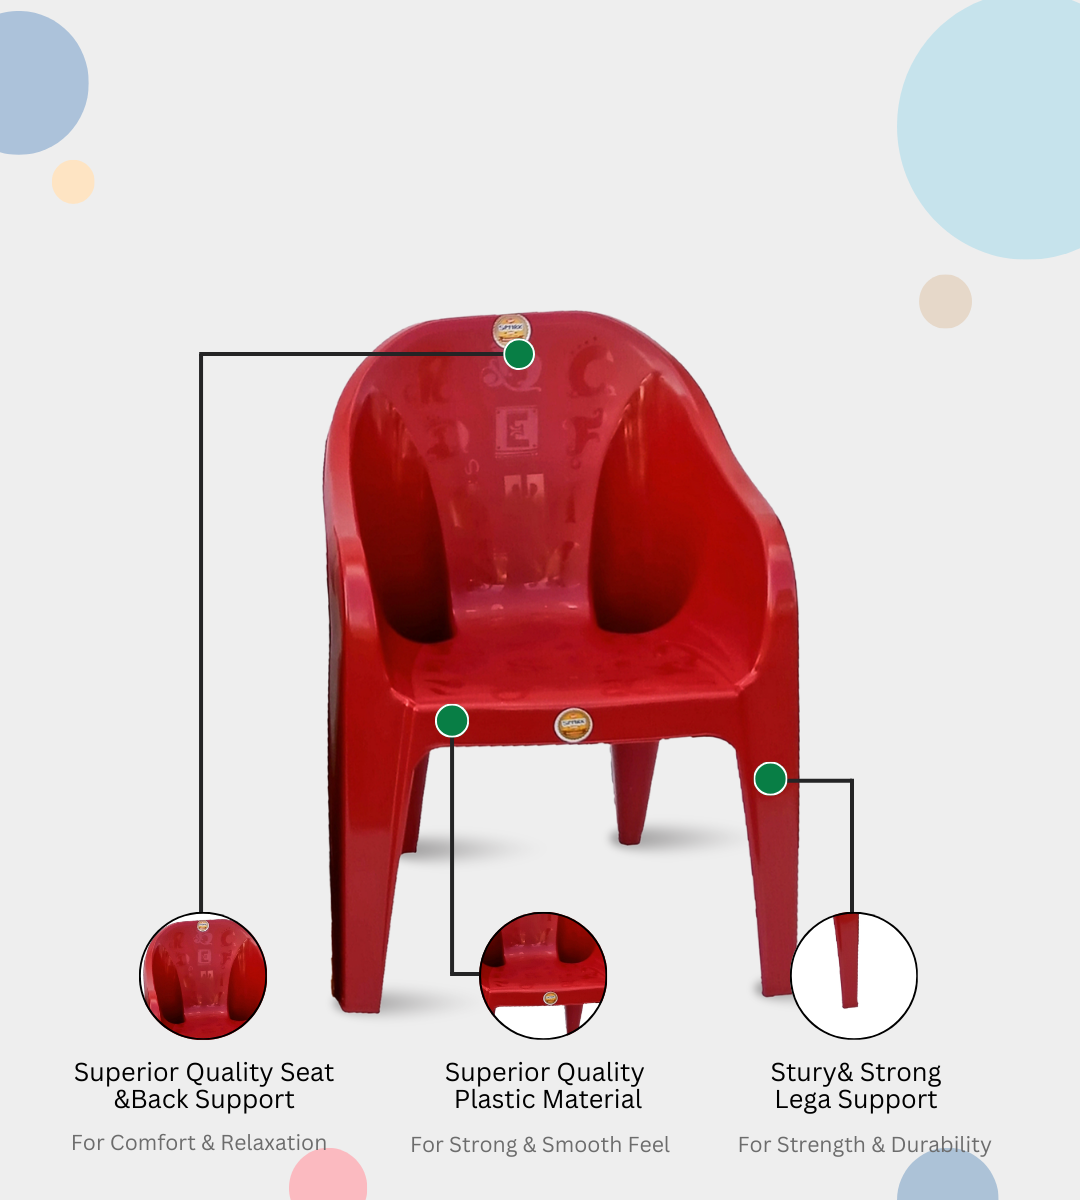 Superior Quality Seat
&Back Support
For Comfort & Relaxation
Superior Quality
Plastic Material
For Strong & Smooth Feel
Stury& Strong
Lega Support
For Strength & Durability